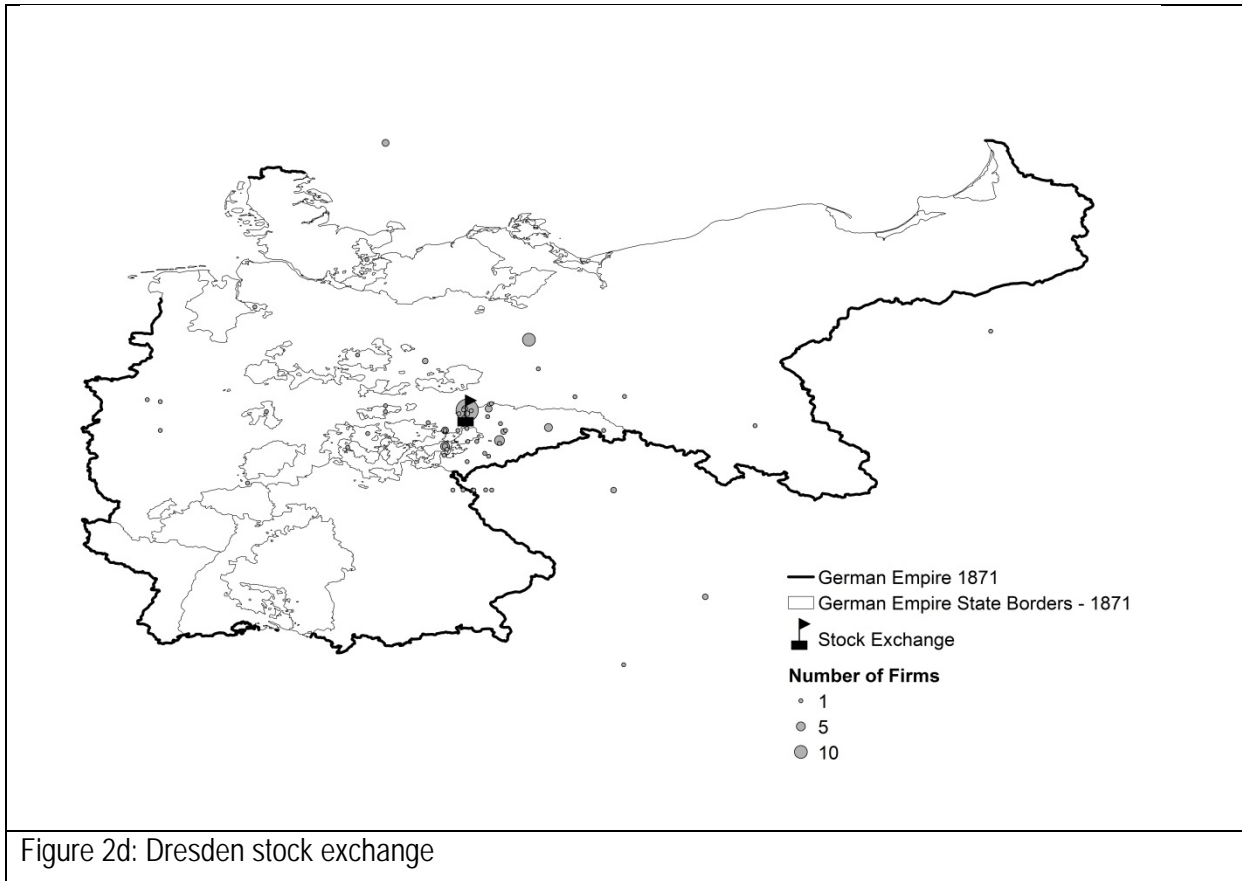 German Empire 1871
German Empire State Borders - 1871
Stock Exchange
Number of Firms
1
5
10
Figure 2d: Dresden stock exchange